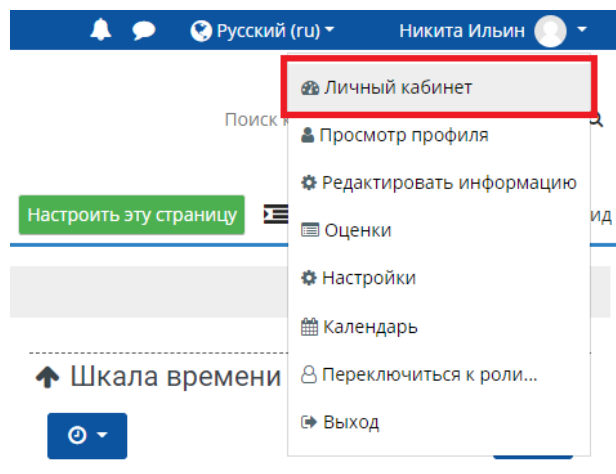 Русский (ru) Никита Ильин
Личный кабинет
Поиск
Просмотр профиля
Редактировать информацию
Настроить эту страницу
ид
Оценки
Настройки
Календарь
Шкала времени
Переключиться к роли...
Выход